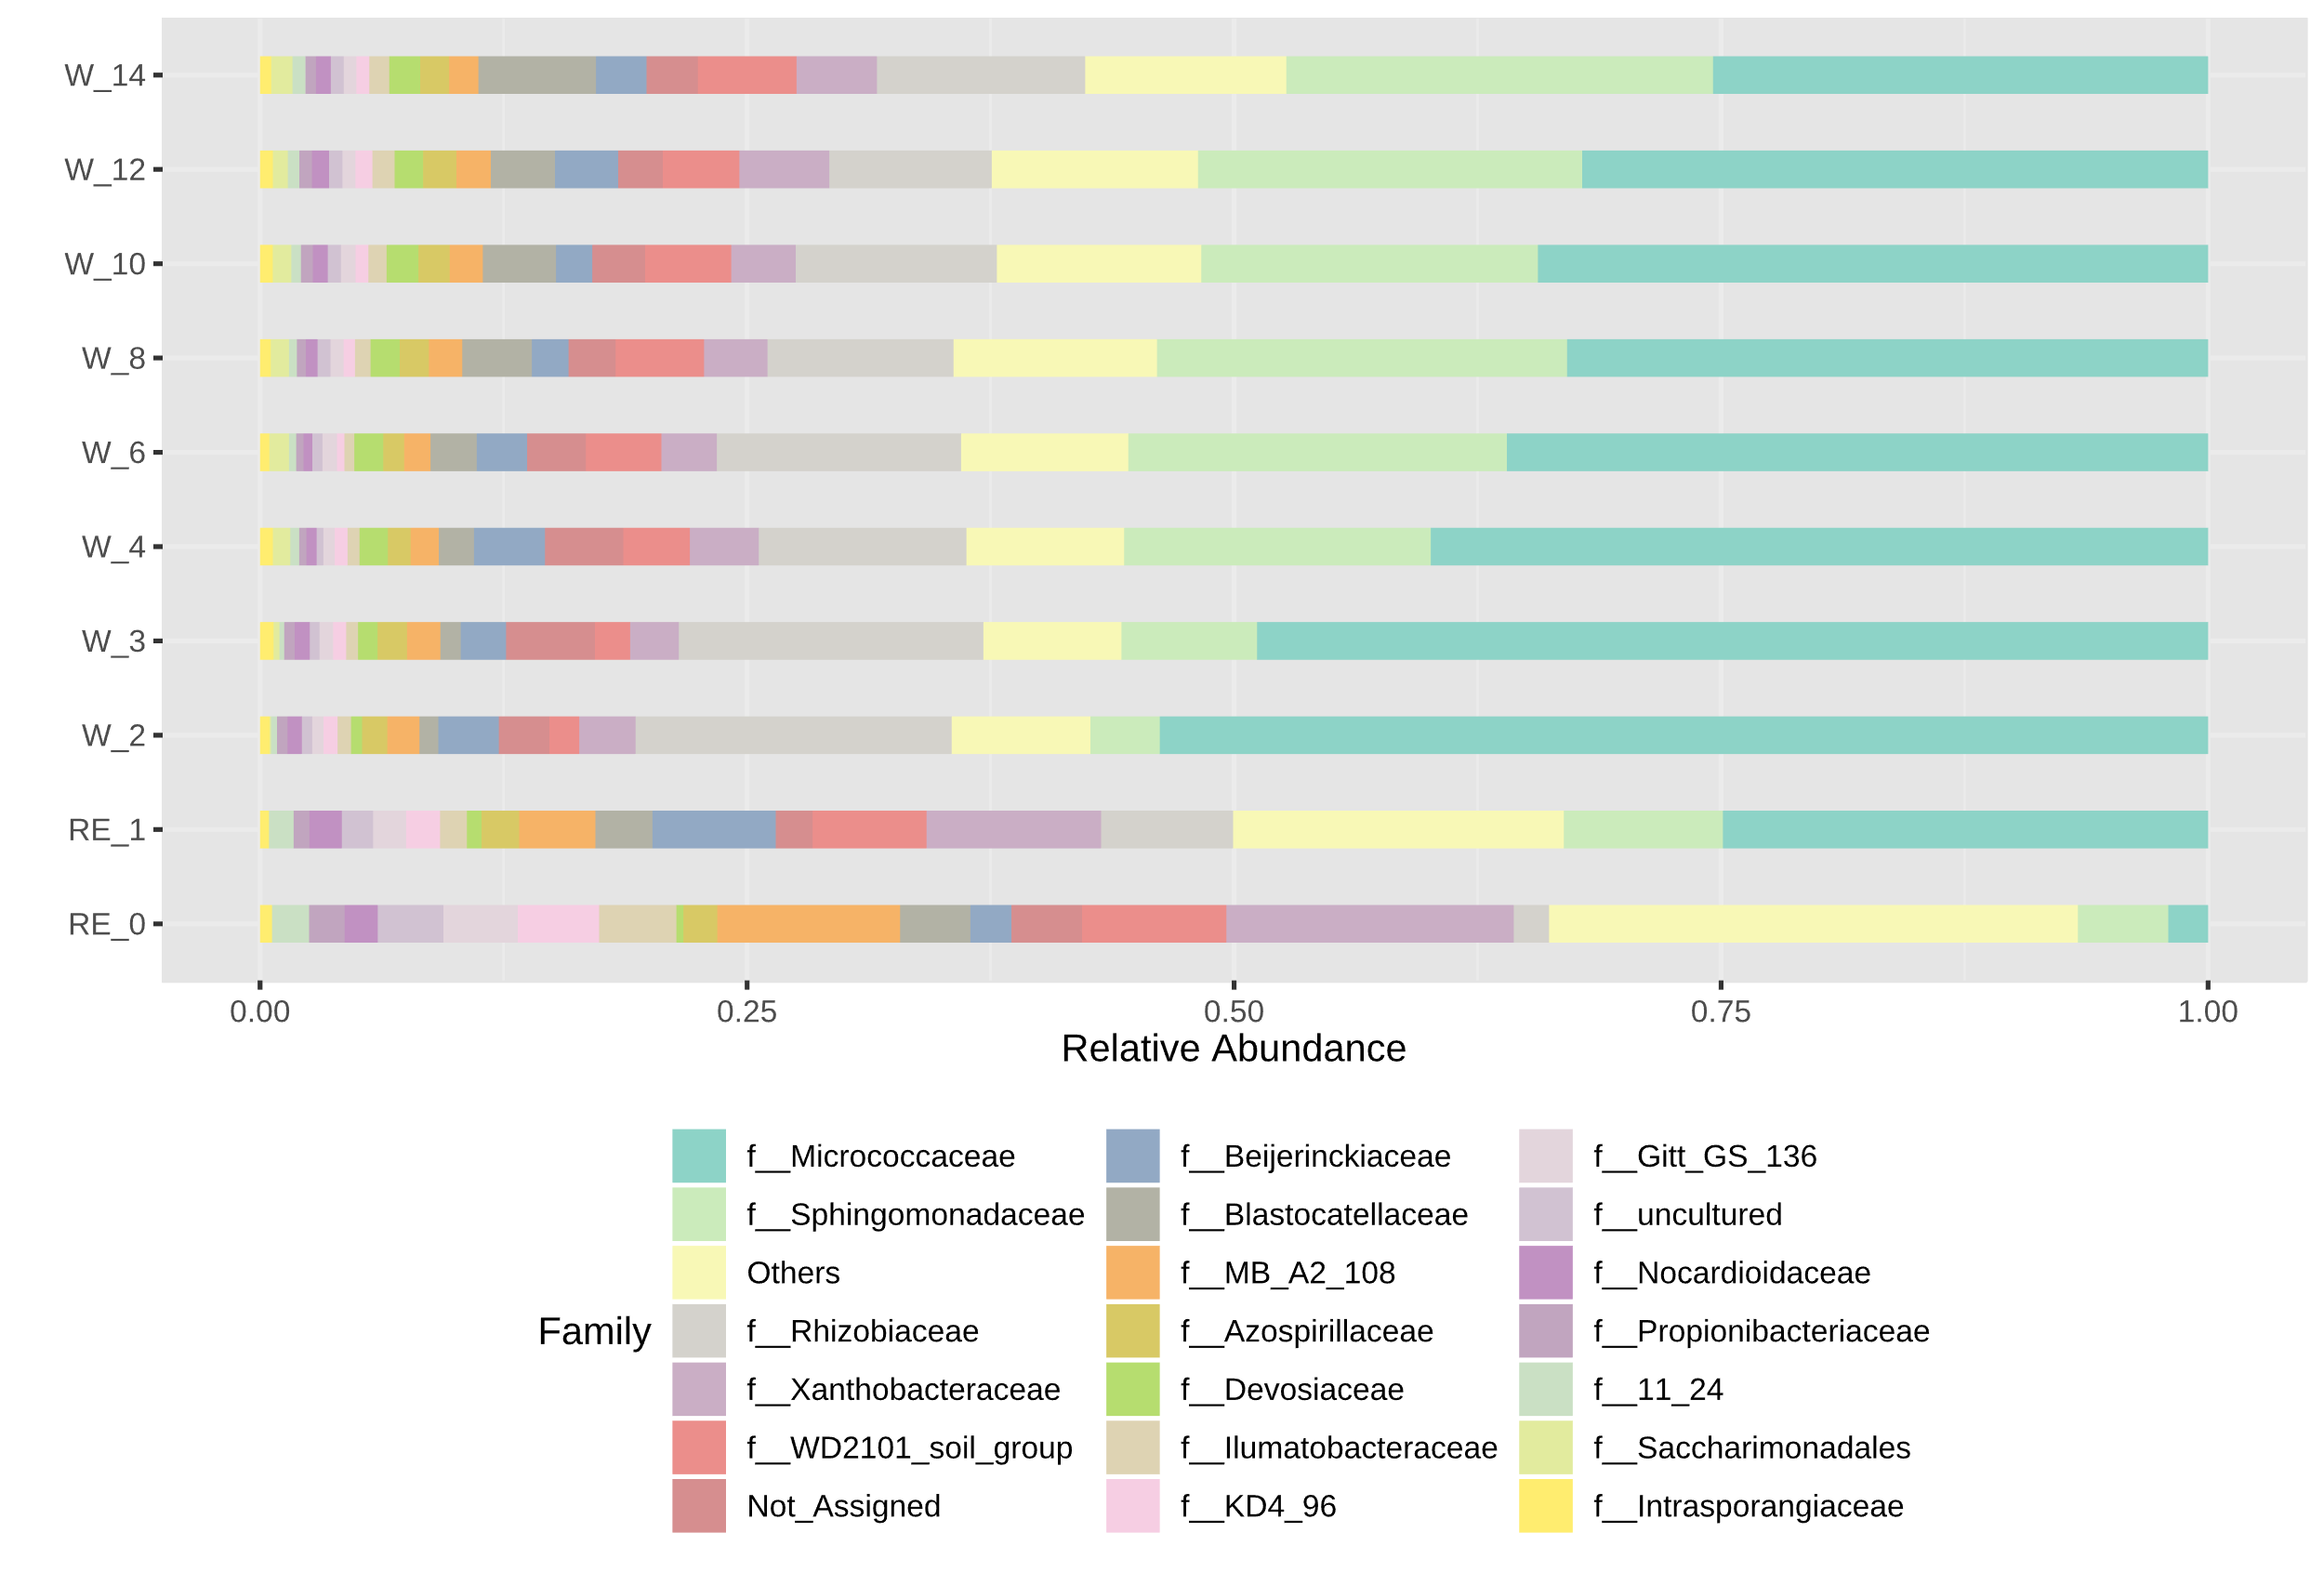 W_14
W_12
W_10
W_8
W_6
W_4
W_3
W_2
RE_1
RE_0
0.00 0.25 0.50 0.75 1.00
Relative Abundance
Family
f__Micrococcaceae
f__Sphingomonadaceae
Others
f__Rhizobiaceae
f__Xanthobacteraceae
f__WD2101_soil_group
Not_Assigned
f__Beijerinckiaceae
f__Blastocatellaceae
f__MB_A2_108
f__Azospirillaceae
f__Devosiaceae
f__Ilumatobacteraceae
f__KD4_96
f__Gitt_GS_136
f__uncultured
f__Nocardioidaceae
f__Propionibacteriaceae
f__11_24
f__Saccharimonadales
f__Intrasporangiaceae